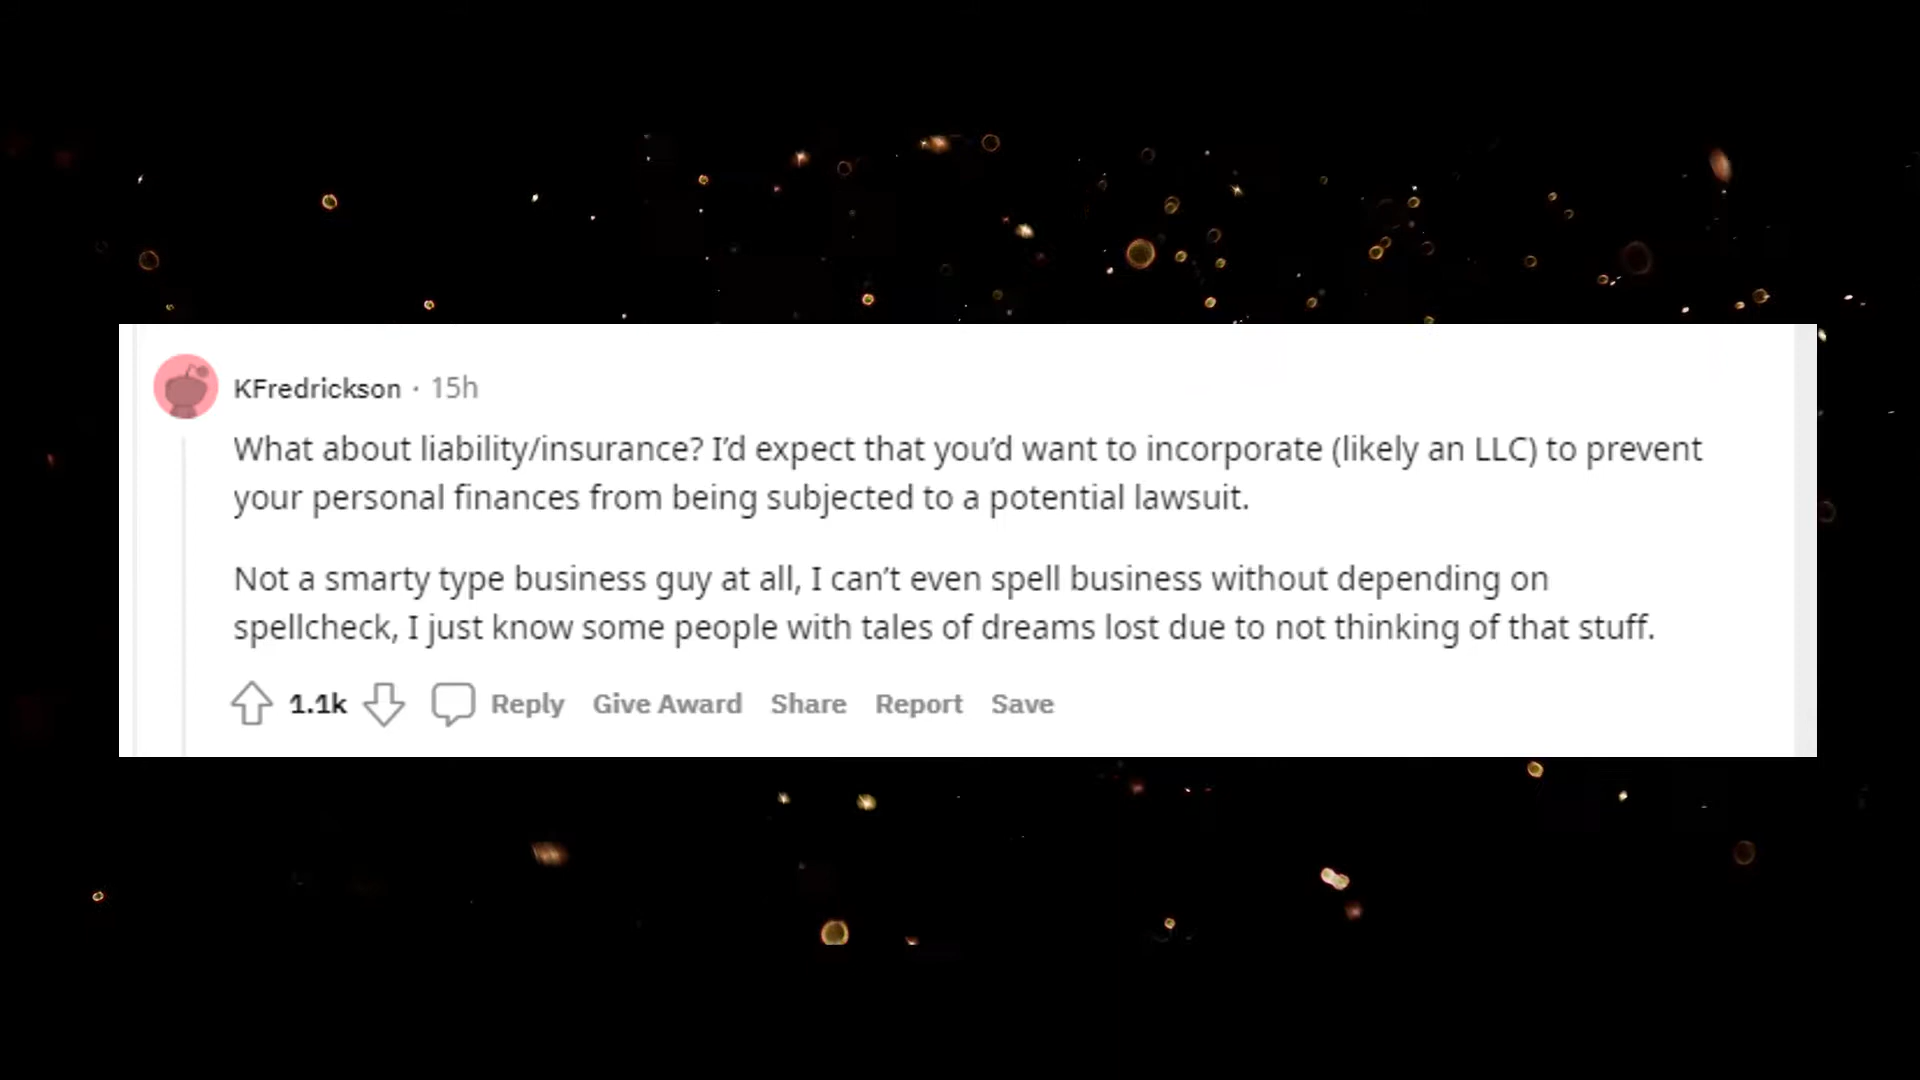 KFredrickson · 15h
What about liability/insurance? I’d expect that you’d want to incorporate (likely an LLC) to prevent
your personal finances from being subjected to a potential lawsuit.
Not a smarty type business guy at all, I can’t even spell business without depending on
spellcheck, I just know some people with tales of dreams lost due to not thinking of that stuff.
1.1k Reply Give Award Share Report Save